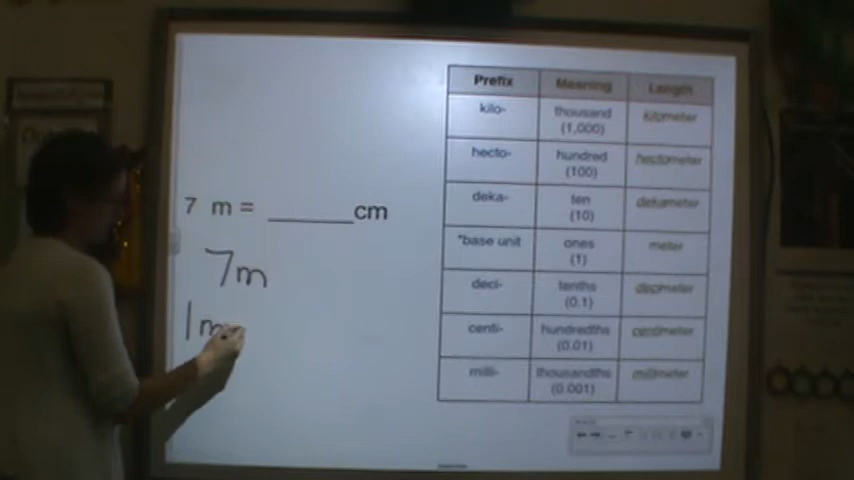 7 m = ______cm
7m
1m
Prefix Meaning Length
kilo- thousand (1,000) kilometer
hecto- hundred (100) hectometer
deka- ten (10) dekameter
*base unit ones (1) meter
deci- tenths (0.1) decimeter
centi- hundredths (0.01) centimeter
milli- thousandths (0.001) millimeter